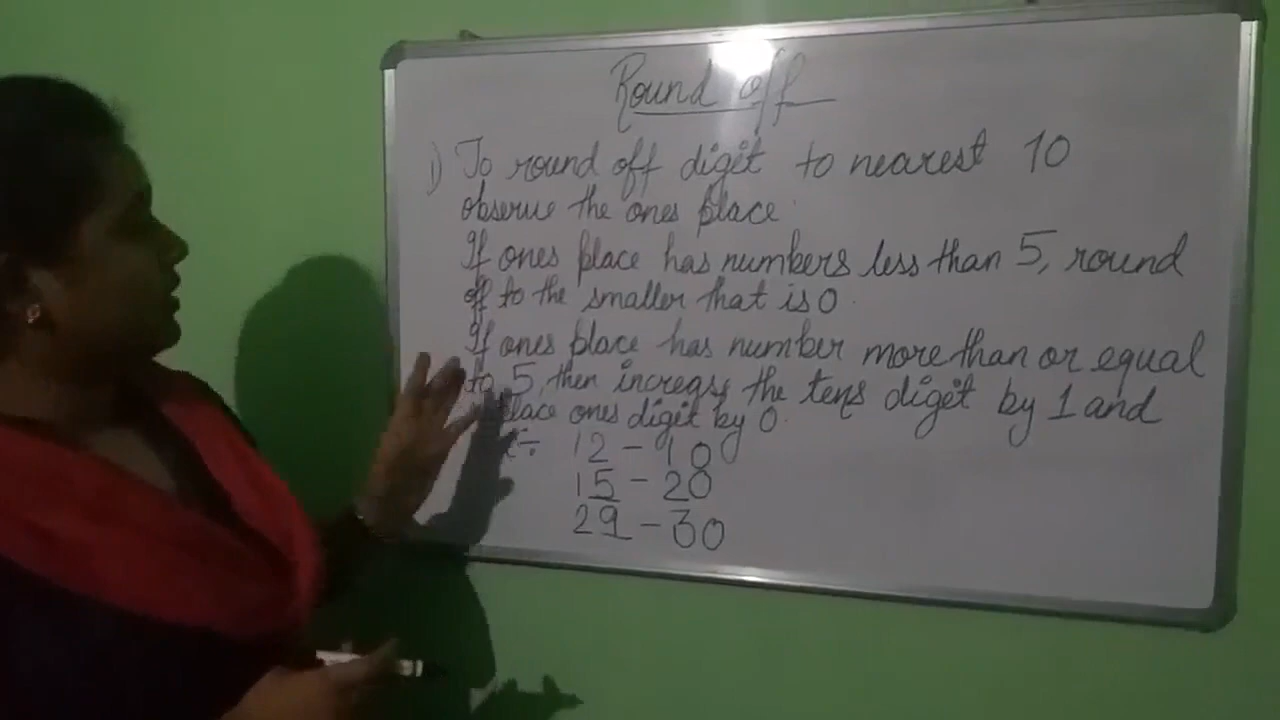 Round off
1) To round off digit to nearest 10
observe the ones place.
If ones place has numbers less than 5, round
off to the smaller that is 0.
If ones place has number more than or equal
to 5, then increase the tens digit by 1 and
place ones digit by 0.
12 – 10
15 – 20
29 – 30